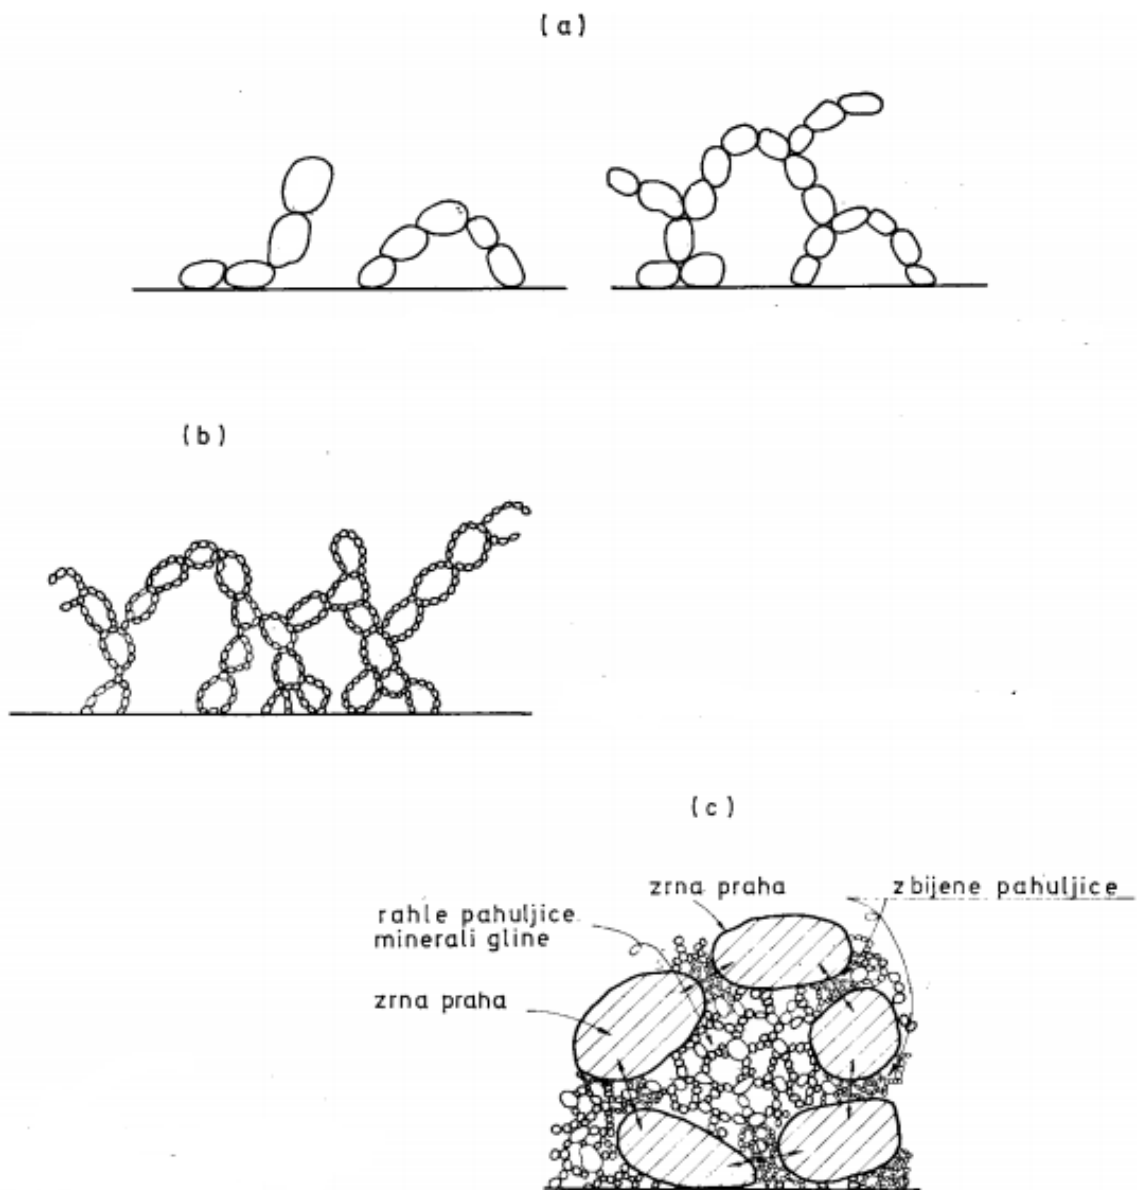 (a)
(b)
(c)
zrna praha
zbijene pahuljice
rahle pahuljice
minerali gline
zrna praha